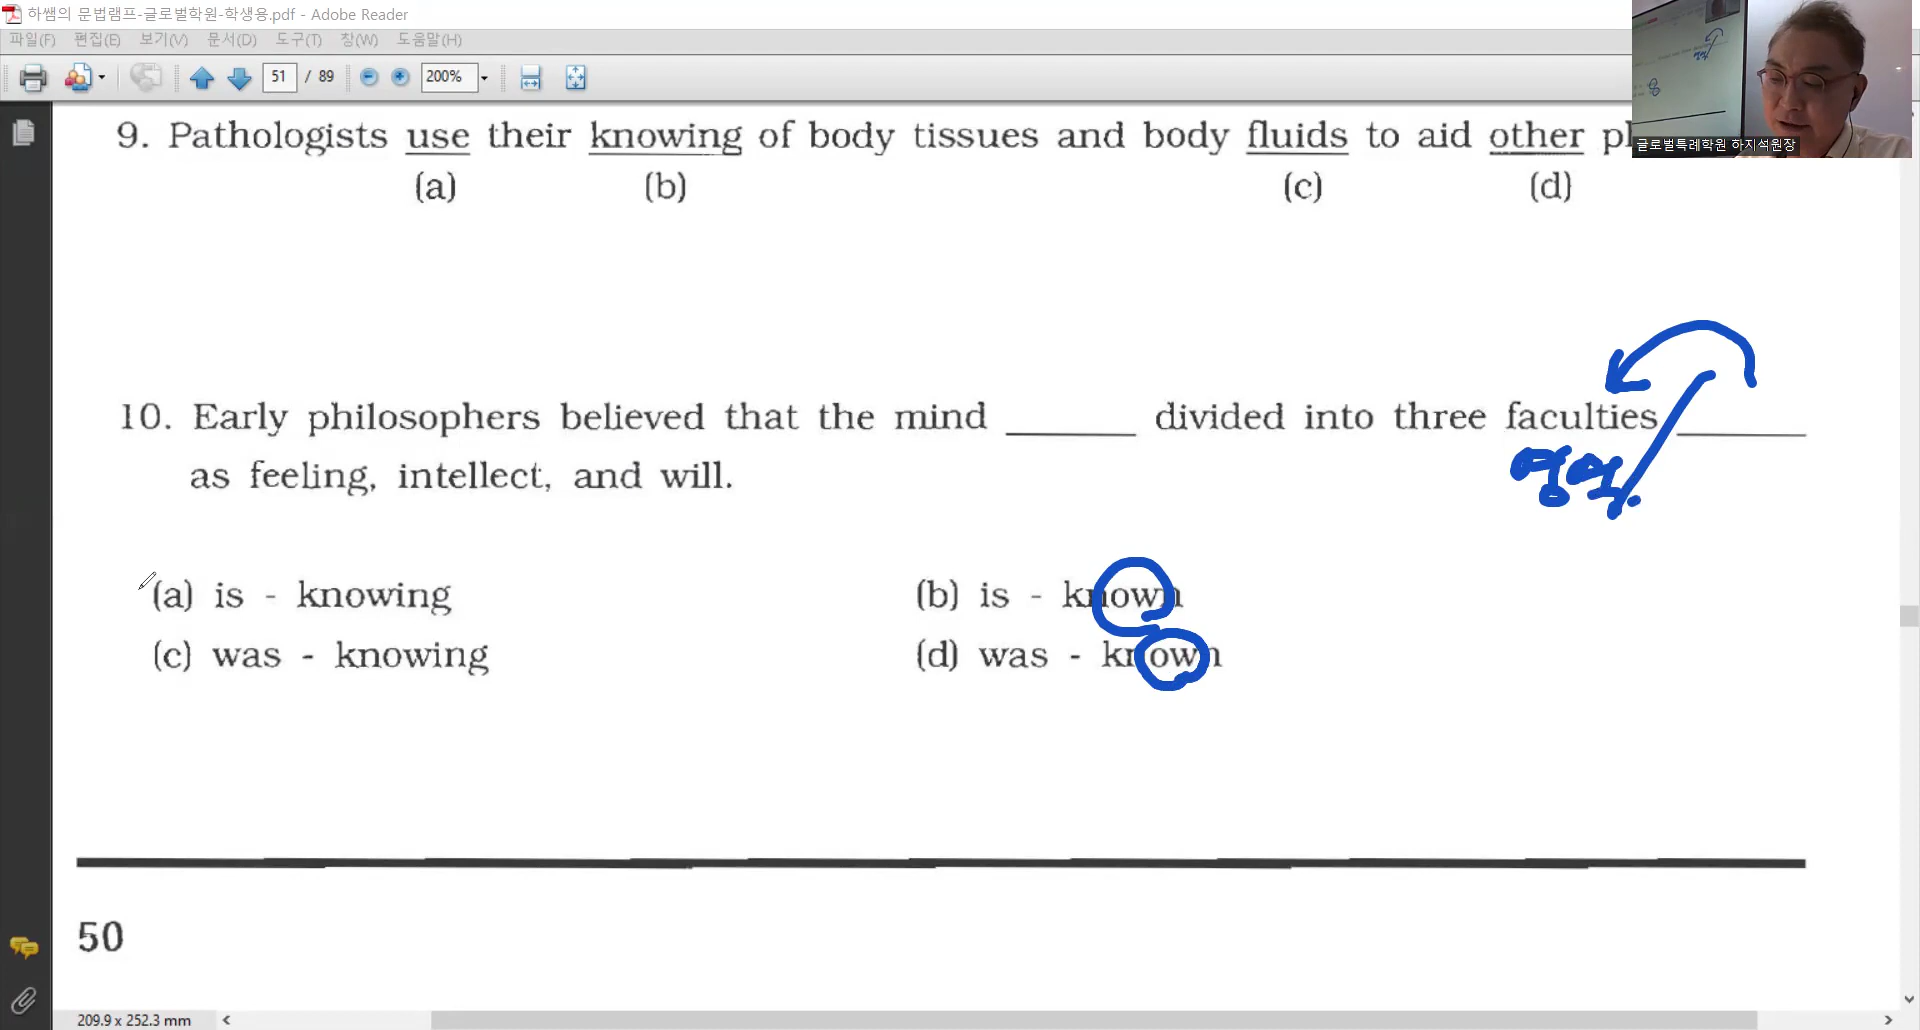 하쌤의 문법램프-글로벌학원-학생용.pdf - Adobe Reader
파일(F) 편집(E) 보기(V) 문서(D) 도구(T) 창(W) 도움말(H)
51 / 89 200%
글로벌특례학원 하지석원장
9. Pathologists use their knowing of body tissues and body fluids to aid other
(a) (b) (c) (d)
10. Early philosophers believed that the mind ______ divided into three faculties ______
영역.
as feeling, intellect, and will.
(a) is - knowing (b) is - known
(c) was - knowing (d) was - known
50
209.9 x 252.3 mm